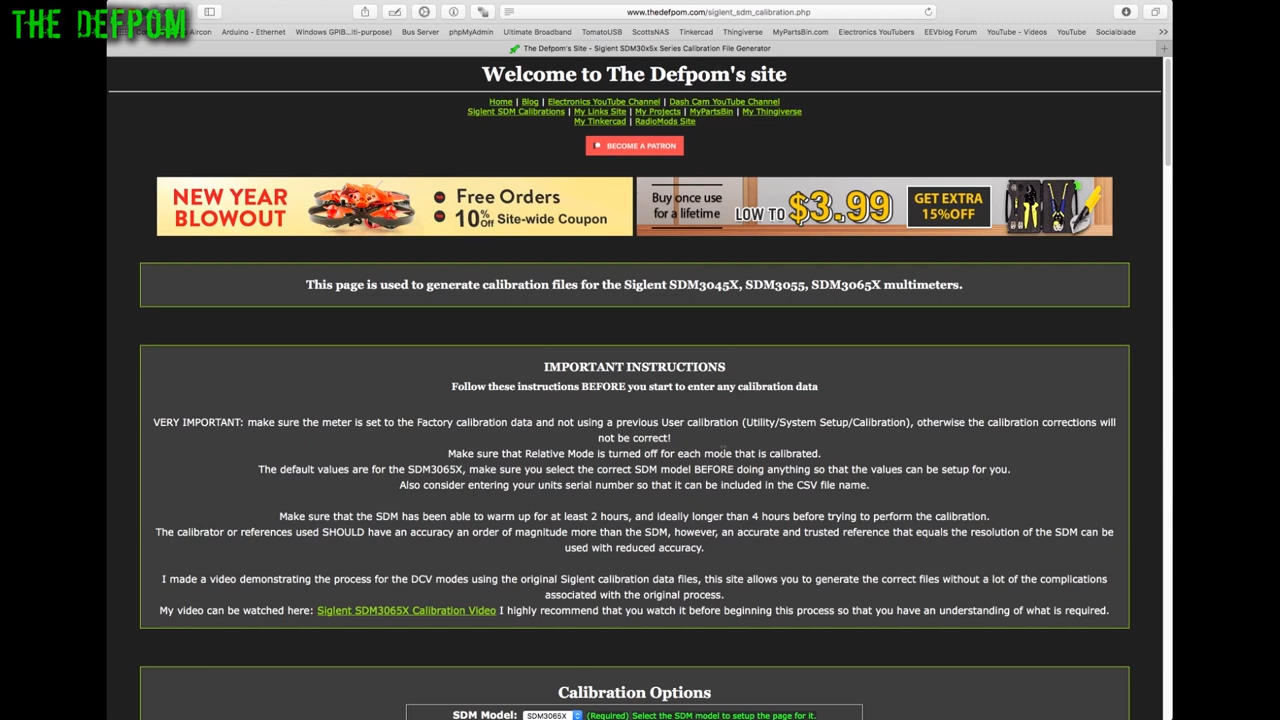 THE DEFPOM
www.thedefpom.com/siglent_sdm_calibration.php
Aircon Arduino - Ethernet Windows GPIB...lti-purpose) Bus Server phpMyAdmin Ultimate Broadband TomatoUSB ScottsNAS Tinkercad Thingiverse MyPartsBin.com Electronics YouTubers EEVblog Forum YouTube - Videos YouTube Socialblade
The Defpom's Site - Siglent SDM30x5x Series Calibration File Generator
Welcome to The Defpom's site
Home | Blog | Electronics YouTube Channel | Dash Cam YouTube Channel
Siglent SDM Calibrations | My Links Site | My Projects | MyPartsBin | My Thingiverse
My Tinkercad | RadioMods Site
BECOME A PATRON
NEW YEAR BLOWOUT
Free Orders
10% Off Site-wide Coupon
Buy once use for a lifetime
LOW TO $3.99
GET EXTRA 15%OFF
This page is used to generate calibration files for the Siglent SDM3045X, SDM3055, SDM3065X multimeters.
IMPORTANT INSTRUCTIONS
Follow these instructions BEFORE you start to enter any calibration data
VERY IMPORTANT: make sure the meter is set to the Factory calibration data and not using a previous User calibration (Utility/System Setup/Calibration), otherwise the calibration corrections will
not be correct!
Make sure that Relative Mode is turned off for each mode that is calibrated.
The default values are for the SDM3065X, make sure you select the correct SDM model BEFORE doing anything so that the values can be setup for you.
Also consider entering your units serial number so that it can be included in the CSV file name.
Make sure that the SDM has been able to warm up for at least 2 hours, and ideally longer than 4 hours before trying to perform the calibration.
The calibrator or references used SHOULD have an accuracy an order of magnitude more than the SDM, however, an accurate and trusted reference that equals the resolution of the SDM can be
used with reduced accuracy.
I made a video demonstrating the process for the DCV modes using the original Siglent calibration data files, this site allows you to generate the correct files without a lot of the complications
associated with the original process.
My video can be watched here: Siglent SDM3065X Calibration Video I highly recommend that you watch it before beginning this process so that you have an understanding of what is required.
Calibration Options
SDM Model: SDM3065X (Required) Select the SDM model to setup the page for it.